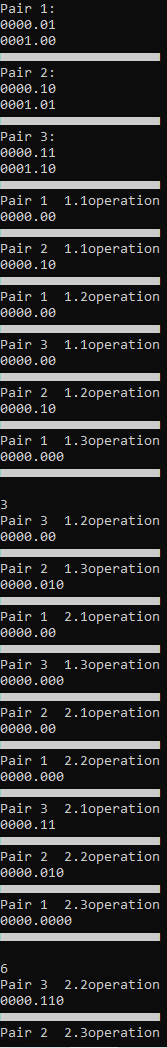 Pair 1:
0000.01
0001.00
Pair 2:
0000.10
0001.01
Pair 3:
0000.11
0001.10
Pair 1  1.1operation
0000.00
Pair 2  1.1operation
0000.10
Pair 1  1.2operation
0000.00
Pair 3  1.1operation
0000.00
Pair 2  1.2operation
0000.10
Pair 1  1.3operation
0000.000
3
Pair 3  1.2operation
0000.00
Pair 2  1.3operation
0000.010
Pair 1  2.1operation
0000.00
Pair 3  1.3operation
0000.000
Pair 2  2.1operation
0000.00
Pair 1  2.2operation
0000.000
Pair 3  2.1operation
0000.11
Pair 2  2.2operation
0000.010
Pair 1  2.3operation
0000.0000
6
Pair 3  2.2operation
0000.110
Pair 2  2.3operation